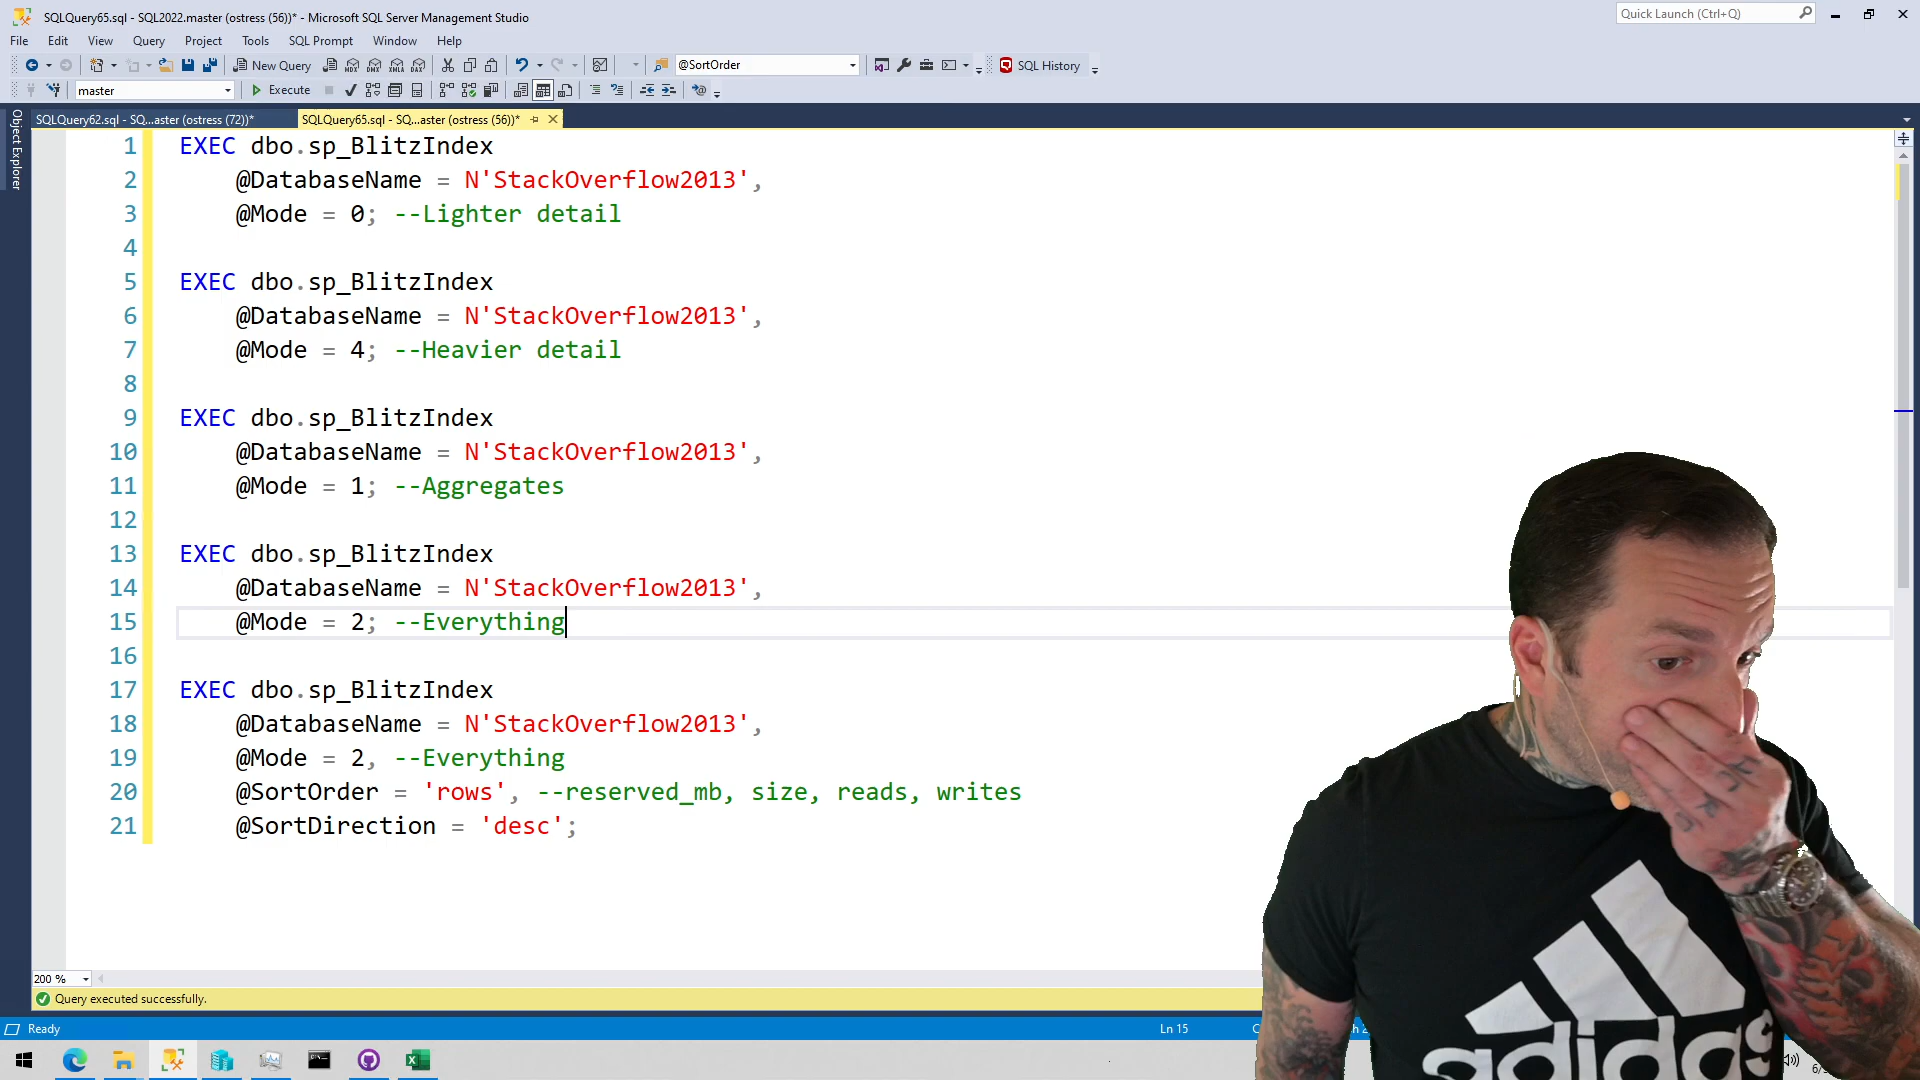 SQLQuery65.sql - SQL2022.master (ostress (56))* - Microsoft SQL Server Management Studio
Quick Launch (Ctrl+Q)
File Edit View Query Project Tools SQL Prompt Window Help
New Query
@SortOrder
SQL History
master
Execute
Object Explorer
SQLQuery62.sql - SQ...aster (ostress (72))*
SQLQuery65.sql - SQ...aster (ostress (56))*
1 EXEC dbo.sp_BlitzIndex
2 @DatabaseName = N'StackOverflow2013',
3 @Mode = 0; --Lighter detail
4
5 EXEC dbo.sp_BlitzIndex
6 @DatabaseName = N'StackOverflow2013',
7 @Mode = 4; --Heavier detail
8
9 EXEC dbo.sp_BlitzIndex
10 @DatabaseName = N'StackOverflow2013',
11 @Mode = 1; --Aggregates
12
13 EXEC dbo.sp_BlitzIndex
14 @DatabaseName = N'StackOverflow2013',
15 @Mode = 2; --Everything
16
17 EXEC dbo.sp_BlitzIndex
18 @DatabaseName = N'StackOverflow2013',
19 @Mode = 2, --Everything
20 @SortOrder = 'rows', --reserved_mb, size, reads, writes
21 @SortDirection = 'desc';
200 %
Query executed successfully.
Ready
Ln 15
adidas